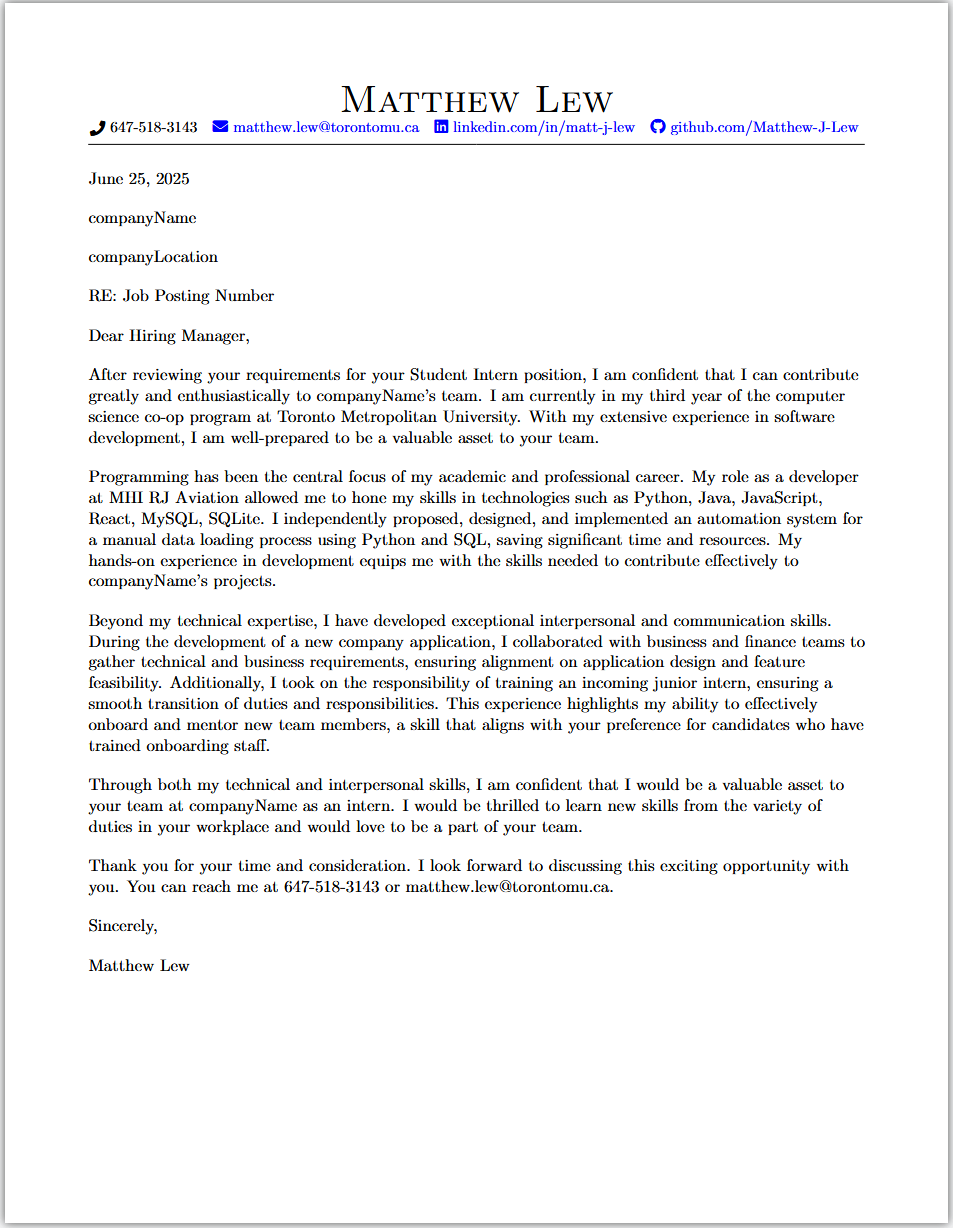 Matthew Lew
647-518-3143 matthew.lew@torontomu.ca linkedin.com/in/matt-j-lew github.com/Matthew-J-Lew
June 25, 2025
companyName
companyLocation
RE: Job Posting Number
Dear Hiring Manager,
After reviewing your requirements for your Student Intern position, I am confident that I can contribute
greatly and enthusiastically to companyName's team. I am currently in my third year of the computer
science co-op program at Toronto Metropolitan University. With my extensive experience in software
development, I am well-prepared to be a valuable asset to your team.
Programming has been the central focus of my academic and professional career. My role as a developer
at MHI RJ Aviation allowed me to hone my skills in technologies such as Python, Java, JavaScript,
React, MySQL, SQLite. I independently proposed, designed, and implemented an automation system for
a manual data loading process using Python and SQL, saving significant time and resources. My
hands-on experience in development equips me with the skills needed to contribute effectively to
companyName's projects.
Beyond my technical expertise, I have developed exceptional interpersonal and communication skills.
During the development of a new company application, I collaborated with business and finance teams to
gather technical and business requirements, ensuring alignment on application design and feature
feasibility. Additionally, I took on the responsibility of training an incoming junior intern, ensuring a
smooth transition of duties and responsibilities. This experience highlights my ability to effectively
onboard and mentor new team members, a skill that aligns with your preference for candidates who have
trained onboarding staff.
Through both my technical and interpersonal skills, I am confident that I would be a valuable asset to
your team at companyName as an intern. I would be thrilled to learn new skills from the variety of
duties in your workplace and would love to be a part of your team.
Thank you for your time and consideration. I look forward to discussing this exciting opportunity with
you. You can reach me at 647-518-3143 or matthew.lew@torontomu.ca.
Sincerely,
Matthew Lew